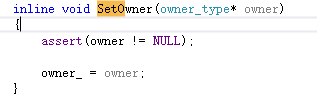 inline void SetOwner(owner_type* owner)
{
    assert(owner != NULL);
    owner_ = owner;
}